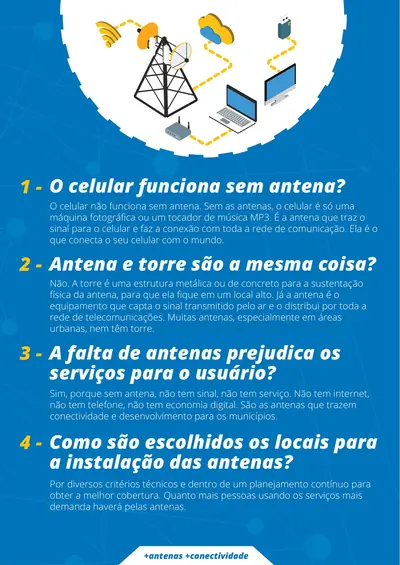 1 - O celular funciona sem antena?
O celular não funciona sem antena. Sem as antenas, o celular é só uma
máquina fotográfica ou um tocador de música MP3. É a antena que traz o
sinal para o celular e faz a conexão com toda a rede de comunicação. Ela é o
que conecta o seu celular com o mundo.
2 - Antena e torre são a mesma coisa?
Não. A torre é uma estrutura metálica ou de concreto para a sustentação
física da antena, para que ela fique em um local alto. Já a antena é o
equipamento que capta o sinal transmitido pelo ar e o distribui por toda a
rede de telecomunicações. Muitas antenas, especialmente em áreas
urbanas, nem têm torre.
3 - A falta de antenas prejudica os
serviços para o usuário?
Sim, porque sem antena, não tem sinal, não tem serviço. Não tem internet,
não tem telefone, não tem economia digital. São as antenas que trazem
conectividade e desenvolvimento para os municípios.
4 - Como são escolhidos os locais para
a instalação das antenas?
Por diversos critérios técnicos e dentro de um planejamento contínuo para
obter a melhor cobertura. Quanto mais pessoas usando os serviços mais
demanda haverá pelas antenas.
+antenas +conectividade